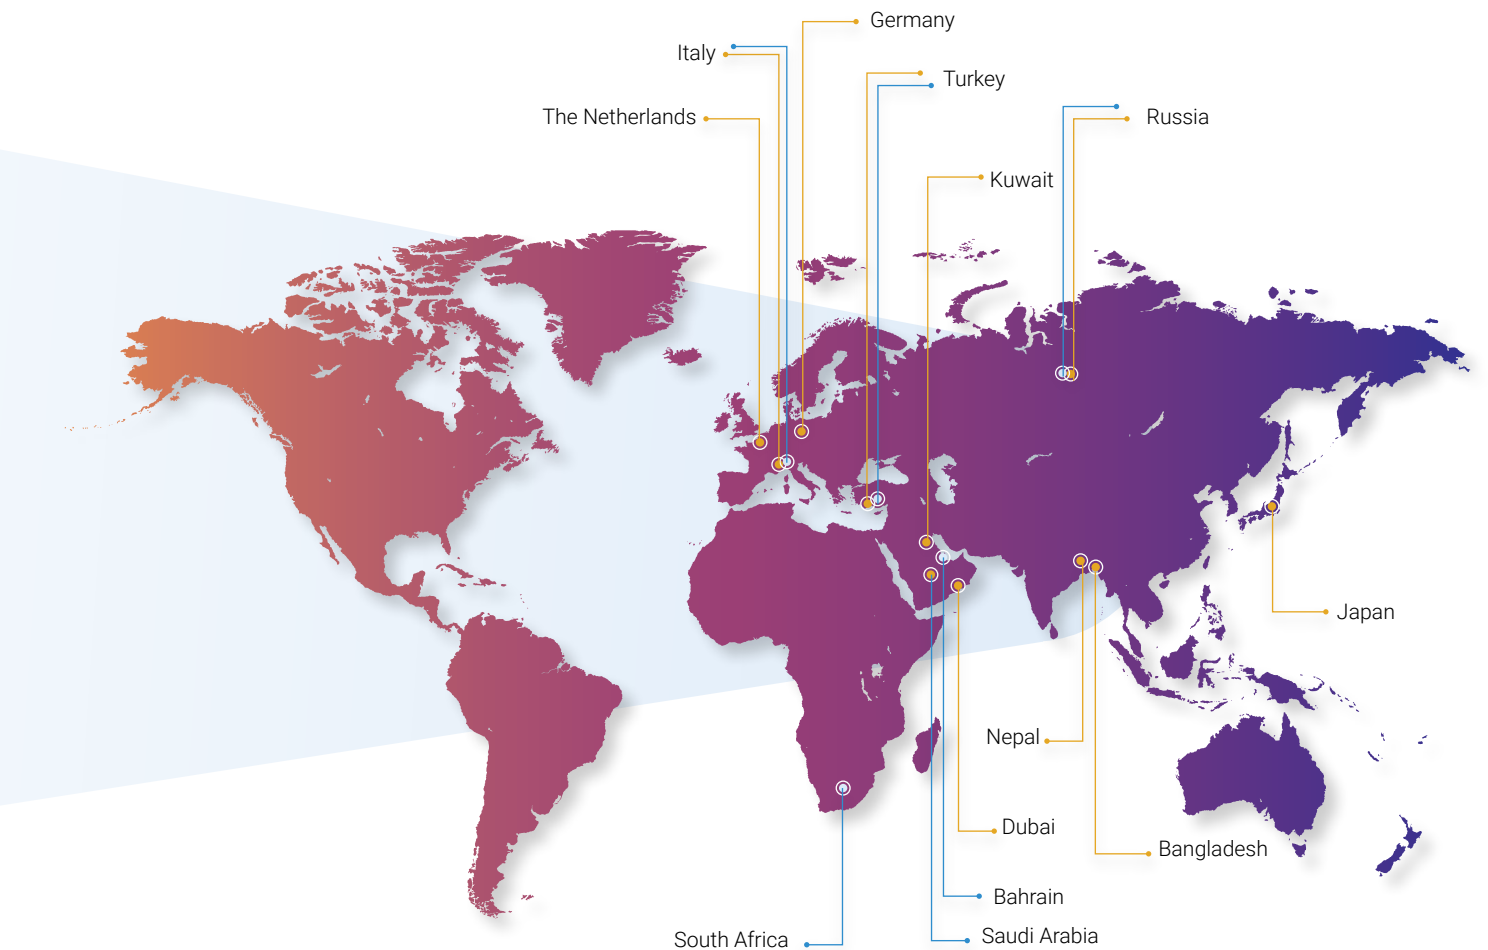 Germany
Italy
Turkey
The Netherlands
Russia
Kuwait
Japan
Nepal
Dubai
Bangladesh
Bahrain
South Africa
Saudi Arabia